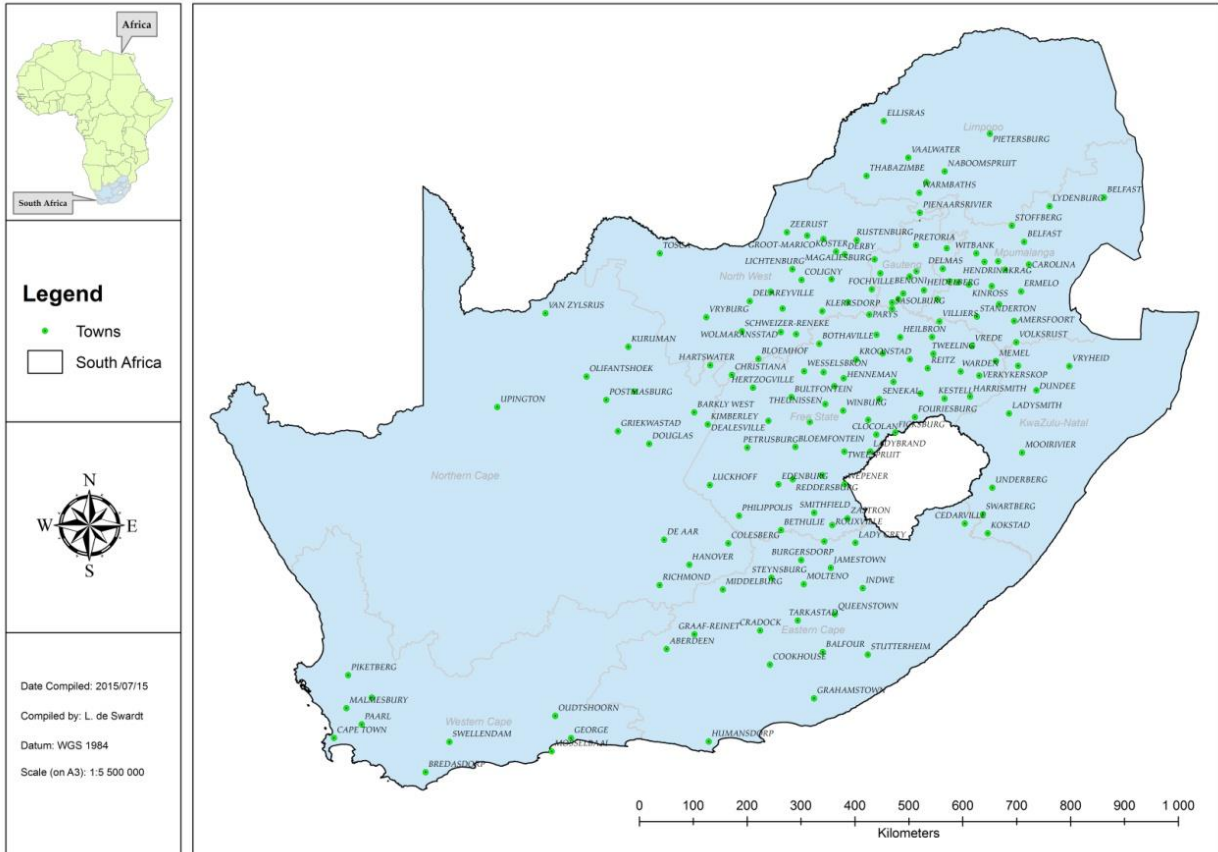 Africa
South Africa
Legend
Towns
South Africa
N
W E
S
Date Compiled: 2015/07/15
Compiled by: L. de Swardt
Datum: WGS 1984
Scale (on A3): 1:5 500 000
ELLISRAS
Limpopo
PIETERSBURG
VAALWATER
NABOOMSPRUIT
THABAZIMBE
WARMBATHS
BELFAST
LYDENBURG
PIENAARSRIVIER
STOFFBERG
ZEERUST
RUSTENBURG
BELFAST
GROOT-MARICO
KOSTER
DERBY
PRETORIA
WITBANK
TOSCA
MAGALIESBURG
Mpumalanga
LICHTENBURG
Gauteng
DELMAS
HENDRINA
KRAG
CAROLINA
North West
COLIGNY
FOCHVILLE
BENONI
HEIDELBERG
ERMELO
KINROSS
DELAREYVILLE
KLERKSDORP
SASOLBURG
STANDERTON
VAN ZYLSRUS
VRYBURG
PARYS
VILLIERS
AMERSFOORT
SCHWEIZER-RENEKE
WOLMARANSSTAD
BOTHAVILLE
HEILBRON
VREDE
VOLKSRUST
KURUMAN
TWEELING
HARTSWATER
BLOEMHOF
KROONSTAD
MEMEL
VRYHEID
CHRISTIANA
WESSELSBRON
REITZ
WARDEN
OLIFANTSHOEK
HERTZOGVILLE
HENNEMAN
VERKYKERSKOP
POSTMASBURG
BULTFONTEIN
SENEKAL
KESTELL
HARRISMITH
DUNDEE
UPINGTON
BARKLY WEST
THEUNISSEN
WINBURG
FOURIESBURG
LADYSMITH
KIMBERLEY
Free State
KwaZulu-Natal
GRIEKWASTAD
DEALESVILLE
CLOCOLAN
FICKSBURG
DOUGLAS
PETRUSBURG
BLOEMFONTEIN
LADYBRAND
MOOIRIVIER
TWEESPRUIT
Northern Cape
LUCKHOFF
EDENBURG
WEPENER
UNDERBERG
REDDERSBURG
PHILIPPOLIS
SMITHFIELD
ZASTRON
SWARTBERG
CEDARVILLE
BETHULIE
ROUXVILLE
KOKSTAD
DE AAR
COLESBERG
LADY GREY
HANOVER
BURGERSDORP
JAMESTOWN
STEYNSBURG
RICHMOND
MIDDELBURG
MOLTENO
INDWE
QUEENSTOWN
TARKASTAD
GRAAF-REINET
CRADOCK
Eastern Cape
ABERDEEN
BALFOUR
STUTTERHEIM
COOKHOUSE
PIKETBERG
GRAHAMSTOWN
MALMESBURY
PAARL
OUDTSHOORN
Western Cape
CAPE TOWN
SWELLENDAM
GEORGE
HUMANSDORP
MOSSELBAAI
BREDASDORP
0 100 200 300 400 500 600 700 800 900 1 000
Kilometers